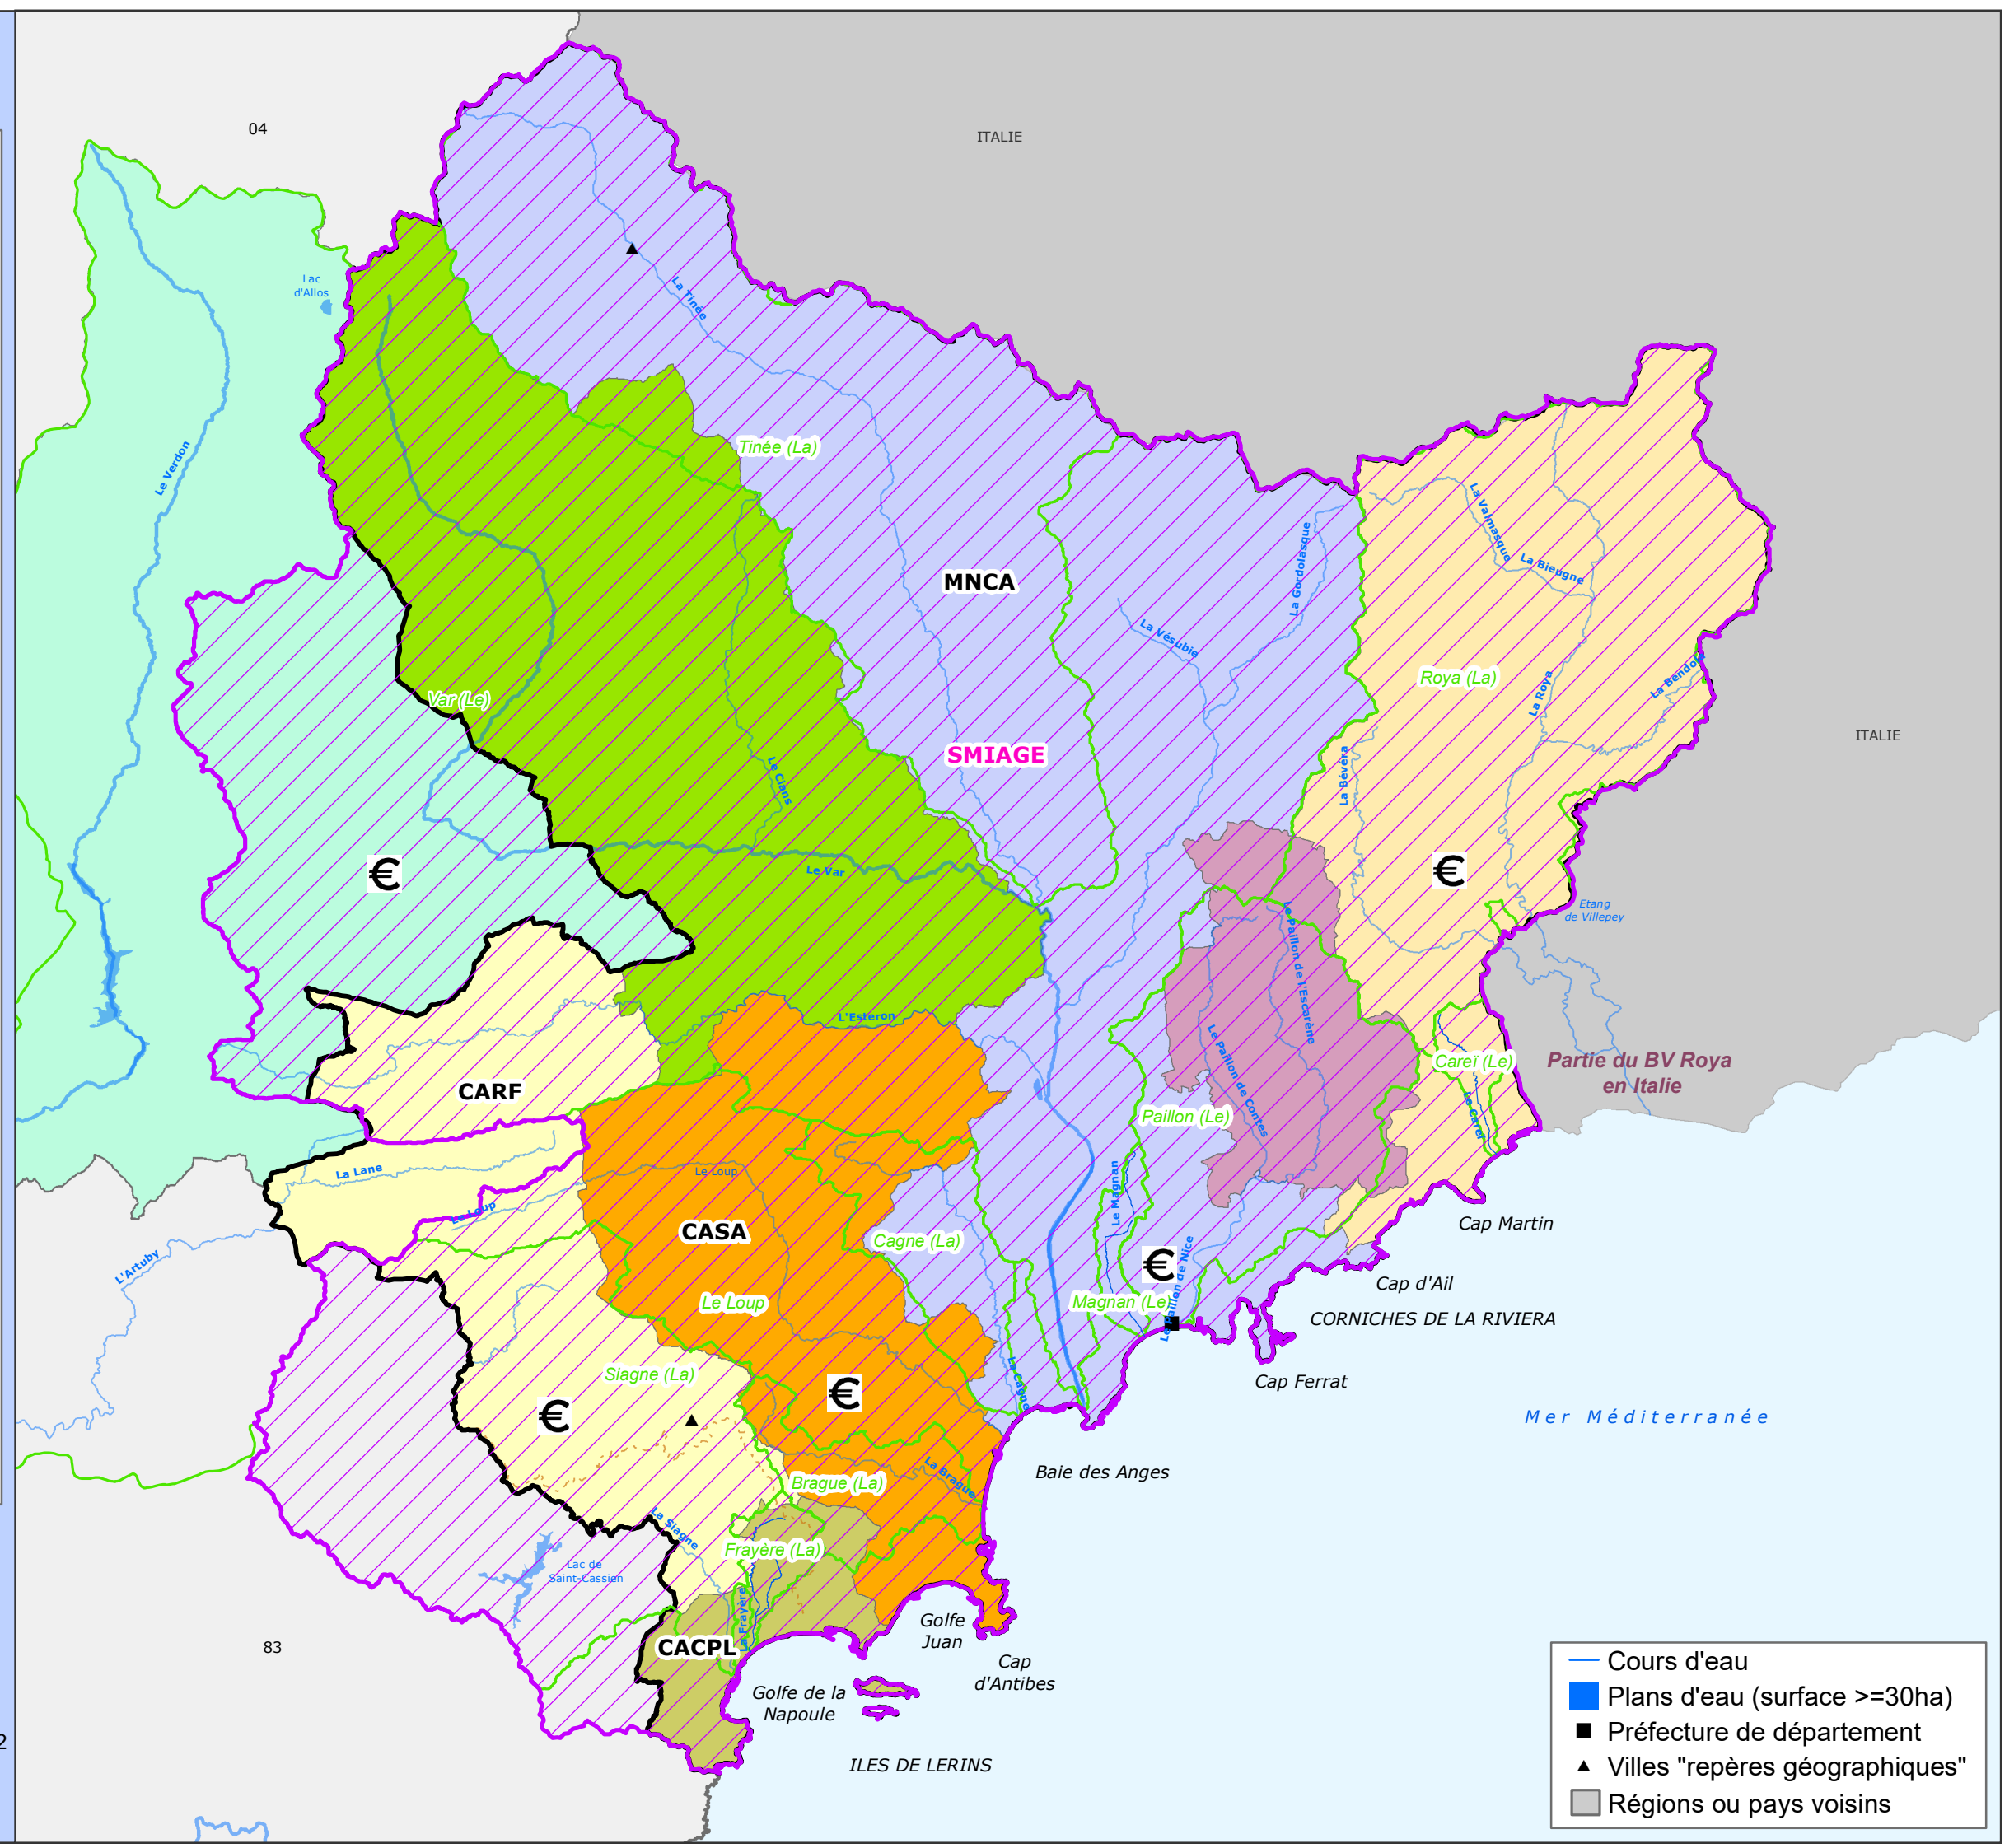 04
ITALIE
Lac
d'Allos
La Tinée
Le Verdon
Tinée (La)
La Valmasque
La Gordolasque
La Bieugne
MNCA
La Vésubie
Roya (La)
La Bendola
La Roya
Var (Le)
ITALIE
SMIAGE
Le Cians
La Bévéra
€
Le Var
€
Etang
de Villepey
Le Paillon de l'Escarène
L'Esteron
Le Paillon de Contes
Careï (Le)
Partie du BV Roya
en Italie
CARF
Paillon (Le)
Le Careï
La Lane
Le Loup
Le Magnan
Le Loup
CASA
Cagne (La)
Cap Martin
L'Artuby
€
Le Paillon de Nice
Cap d'Ail
Le Loup
Magnan (Le)
CORNICHES DE LA RIVIERA
Siagne (La)
€
€
La Cagne
Cap Ferrat
Mer Méditerranée
Baie des Anges
Brague (La)
La Brague
La Siagne
Frayère (La)
Lac de
Saint-Cassien
La Frayère
Golfe
Juan
83
CACPL
Cap
d'Antibes
Golfe de la
Napoule
ILES DE LERINS
2
Cours d'eau
Plans d'eau (surface >=30ha)
Préfecture de département
Villes "repères géographiques"
Régions ou pays voisins